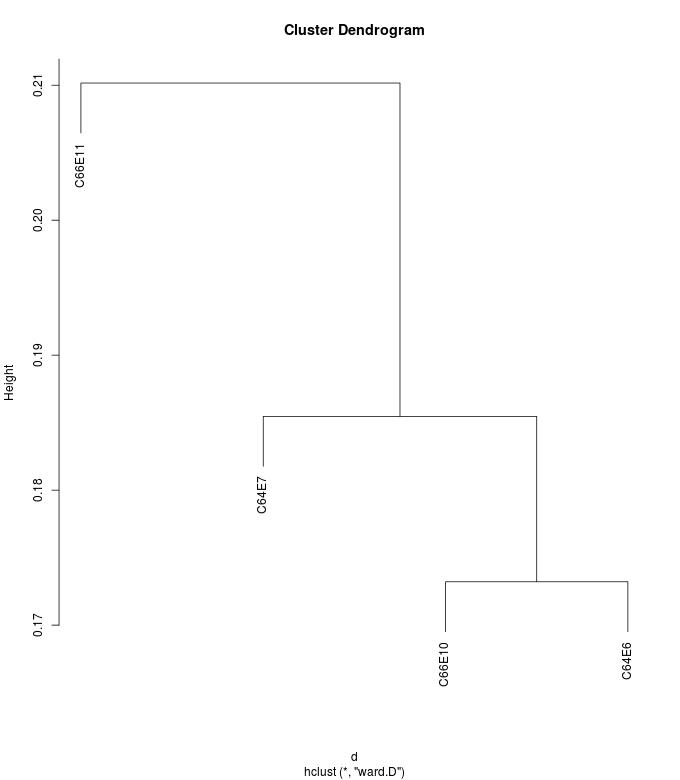 Cluster Dendrogram
0.21
0.20
0.19
0.18
0.17
Height
C66E11
C64E7
C66E10
C64E6
d
hclust (*, "ward.D")